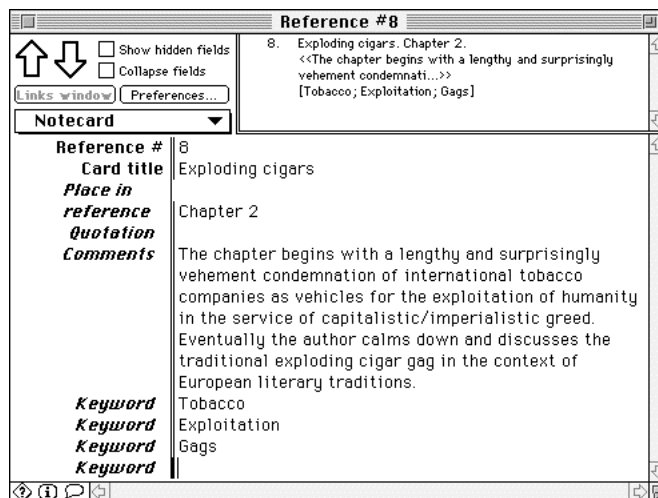 Reference #8
Show hidden fields
Collapse fields
Links window
Preferences...
Notecard
8. Exploding cigars. Chapter 2.
<<The chapter begins with a lengthy and surprisingly
vehement condemnati...>>
[Tobacco; Exploitation; Gags]
Reference # 8
Card title Exploding cigars
Place in
reference Chapter 2
Quotation
Comments The chapter begins with a lengthy and surprisingly
vehement condemnation of international tobacco
companies as vehicles for the exploitation of humanity
in the service of capitalistic/imperialistic greed.
Eventually the author calms down and discusses the
traditional exploding cigar gag in the context of
European literary traditions.
Keyword Tobacco
Keyword Exploitation
Keyword Gags
Keyword